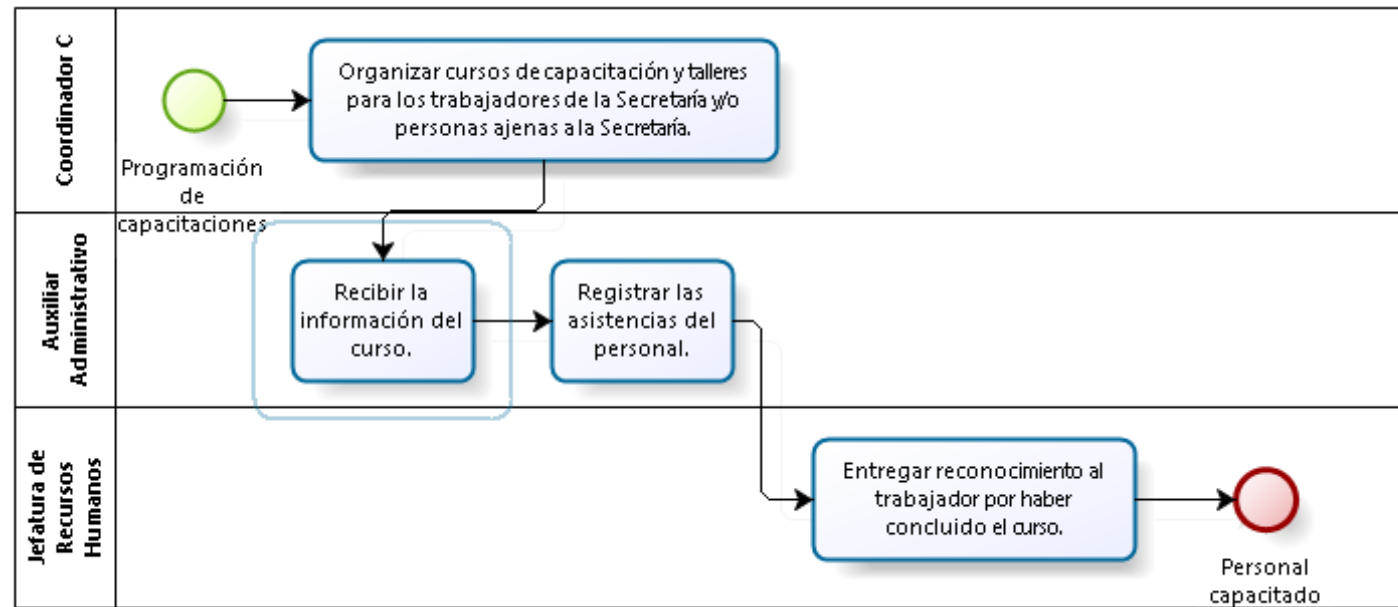 Coordinador C
Programación
de
capacitaciones
Organizar cursos de capacitación y talleres
para los trabajadores de la Secretaría y/o
personas ajenas a la Secretaría.
Auxiliar
Administrativo
Recibir la
información del
curso.
Registrar las
asistencias del
personal.
Jefatura de
Recursos
Humanos
Entregar reconocimiento al
trabajador por haber
concluido el curso.
Personal
capacitado